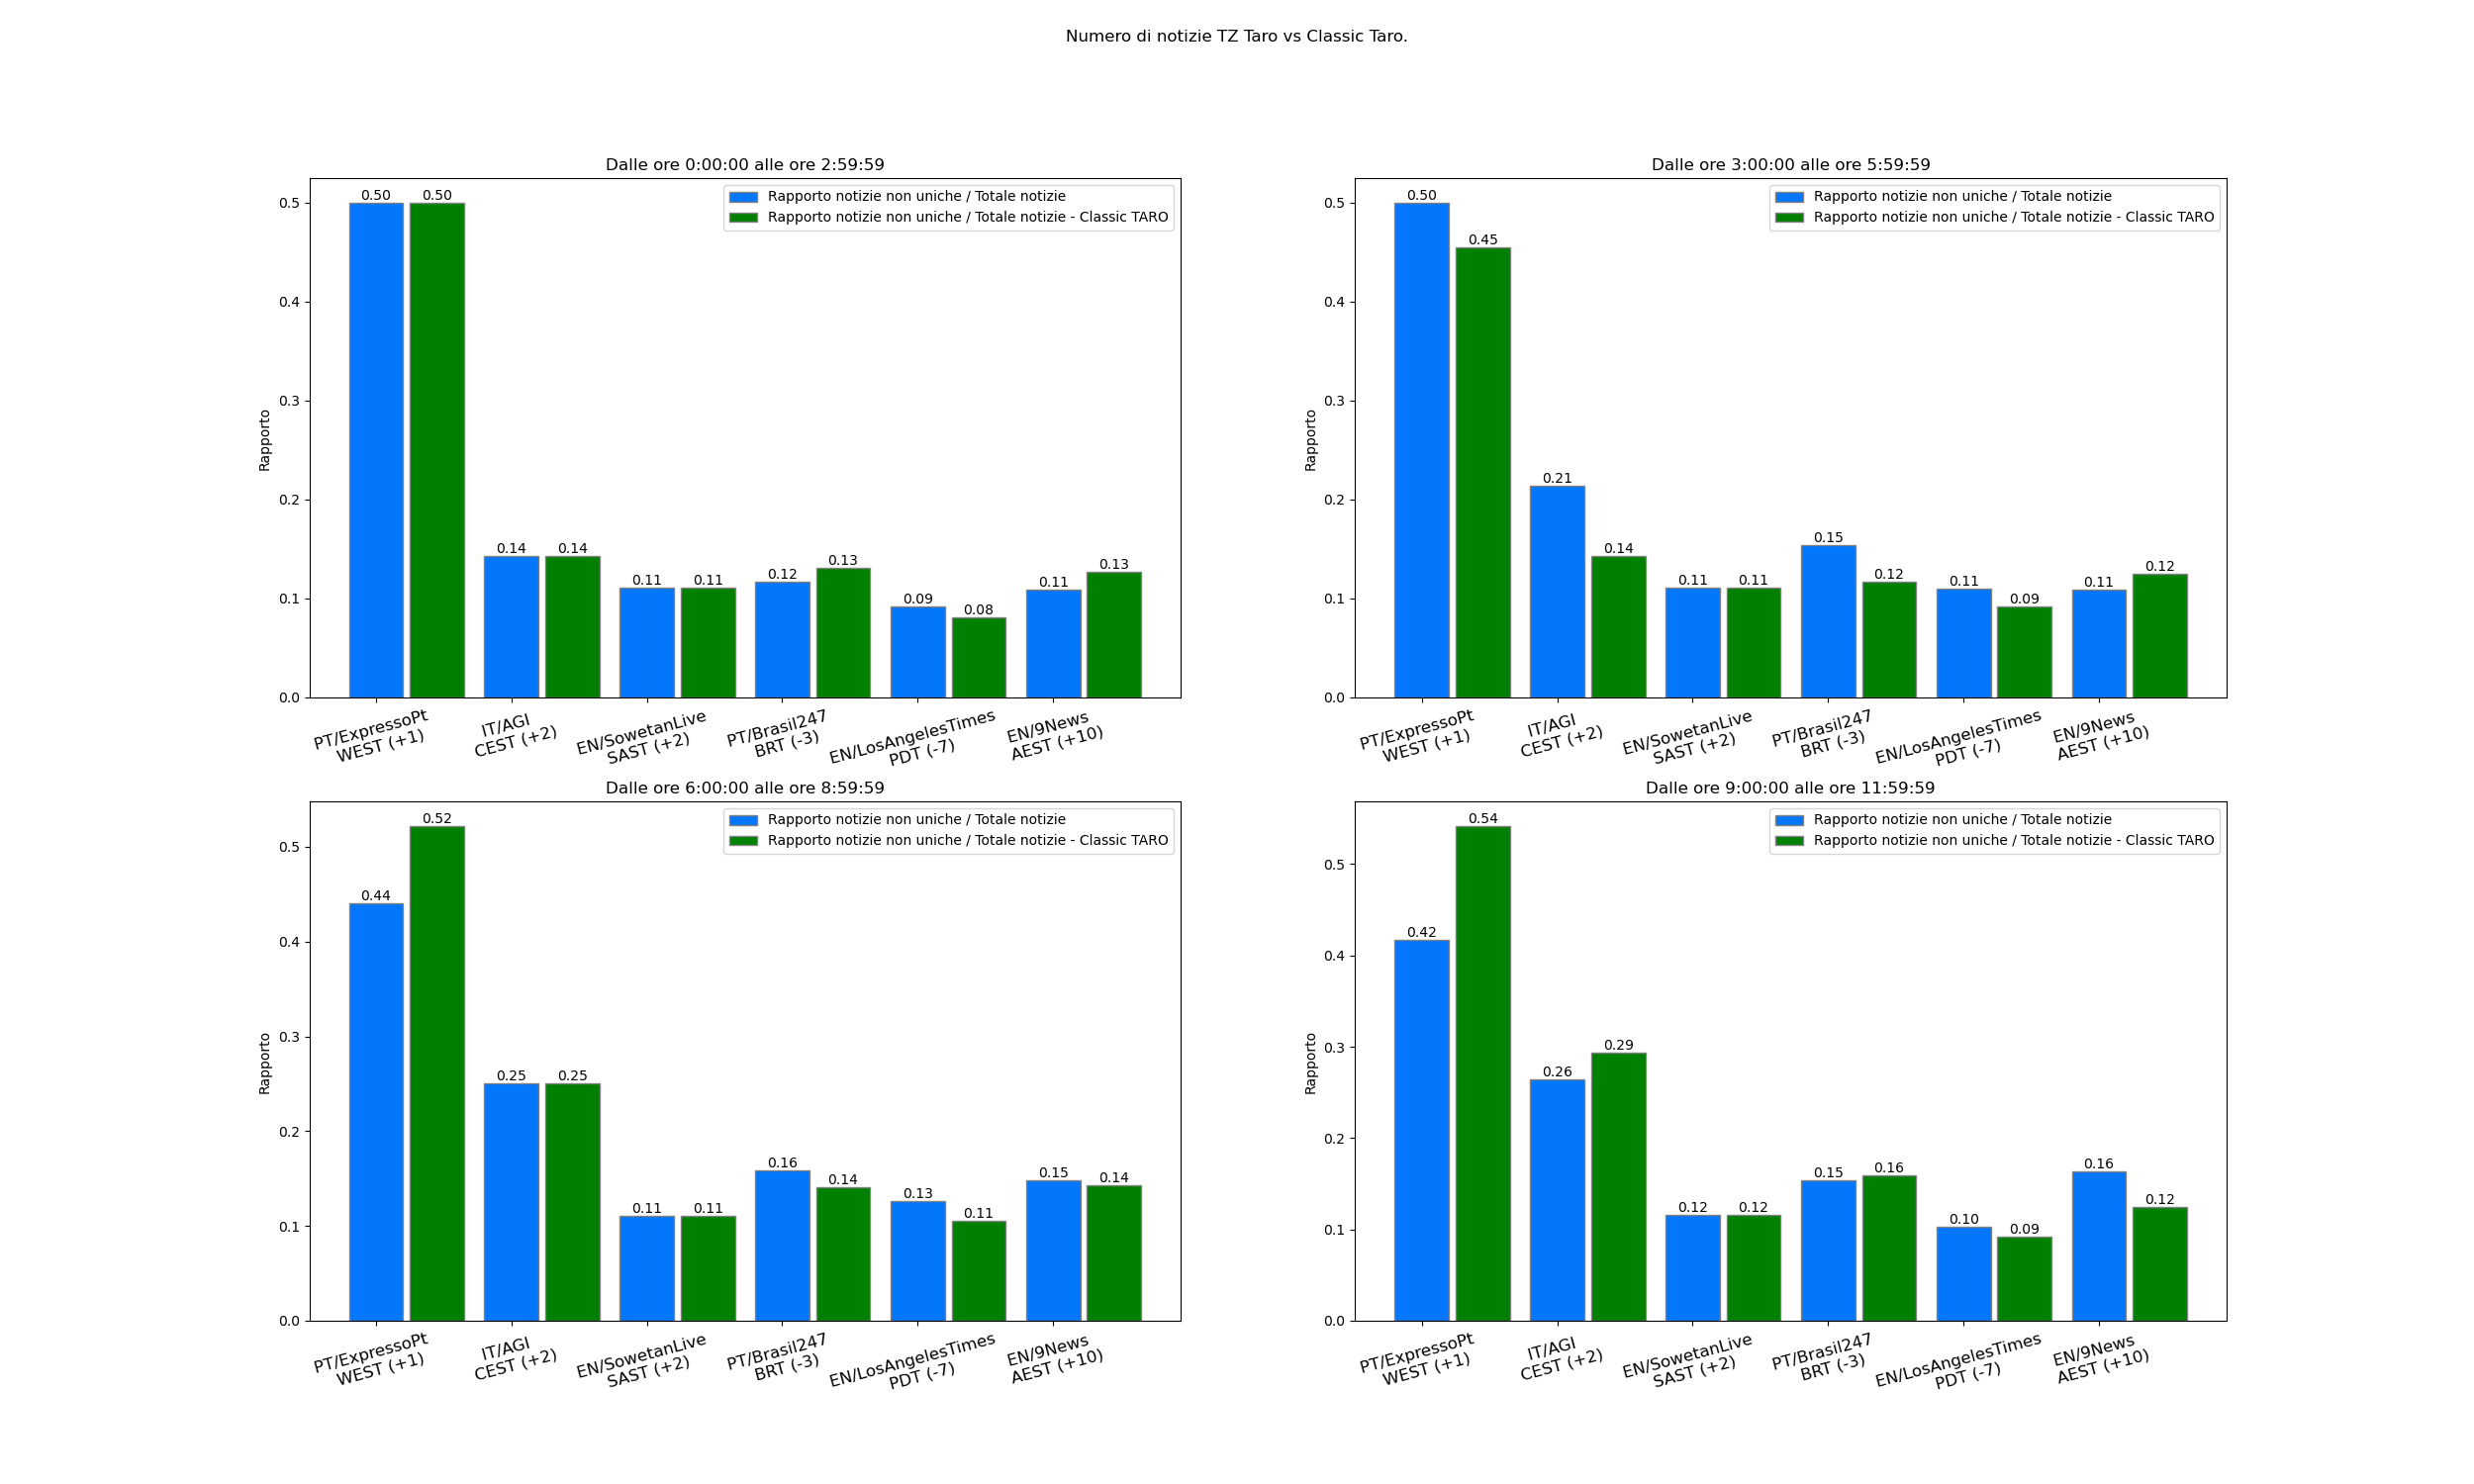 Numero di notizie TZ Taro vs Classic Taro.
Dalle ore 0:00:00 alle ore 2:59:59
Rapporto notizie non uniche / Totale notizie
Rapporto notizie non uniche / Totale notizie - Classic TARO
Rapporto
0.5
0.4
0.3
0.2
0.1
0.0
0.50
0.50
0.14
0.14
0.11
0.11
0.12
0.13
0.09
0.08
0.11
0.13
PT/ExpressoPt
WEST (+1)
IT/AGI
CEST (+2)
EN/SowetanLive
SAST (+2)
PT/Brasil247
BRT (-3)
EN/LosAngelesTimes
PDT (-7)
EN/9News
AEST (+10)
Dalle ore 3:00:00 alle ore 5:59:59
Rapporto notizie non uniche / Totale notizie
Rapporto notizie non uniche / Totale notizie - Classic TARO
Rapporto
0.5
0.4
0.3
0.2
0.1
0.0
0.50
0.45
0.21
0.14
0.11
0.11
0.15
0.12
0.11
0.09
0.11
0.12
PT/ExpressoPt
WEST (+1)
IT/AGI
CEST (+2)
EN/SowetanLive
SAST (+2)
PT/Brasil247
BRT (-3)
EN/LosAngelesTimes
PDT (-7)
EN/9News
AEST (+10)
Dalle ore 6:00:00 alle ore 8:59:59
Rapporto notizie non uniche / Totale notizie
Rapporto notizie non uniche / Totale notizie - Classic TARO
Rapporto
0.5
0.4
0.3
0.2
0.1
0.0
0.44
0.52
0.25
0.25
0.11
0.11
0.16
0.14
0.13
0.11
0.15
0.14
PT/ExpressoPt
WEST (+1)
IT/AGI
CEST (+2)
EN/SowetanLive
SAST (+2)
PT/Brasil247
BRT (-3)
EN/LosAngelesTimes
PDT (-7)
EN/9News
AEST (+10)
Dalle ore 9:00:00 alle ore 11:59:59
Rapporto notizie non uniche / Totale notizie
Rapporto notizie non uniche / Totale notizie - Classic TARO
Rapporto
0.5
0.4
0.3
0.2
0.1
0.0
0.42
0.54
0.26
0.29
0.12
0.12
0.15
0.16
0.10
0.09
0.16
0.12
PT/ExpressoPt
WEST (+1)
IT/AGI
CEST (+2)
EN/SowetanLive
SAST (+2)
PT/Brasil247
BRT (-3)
EN/LosAngelesTimes
PDT (-7)
EN/9News
AEST (+10)